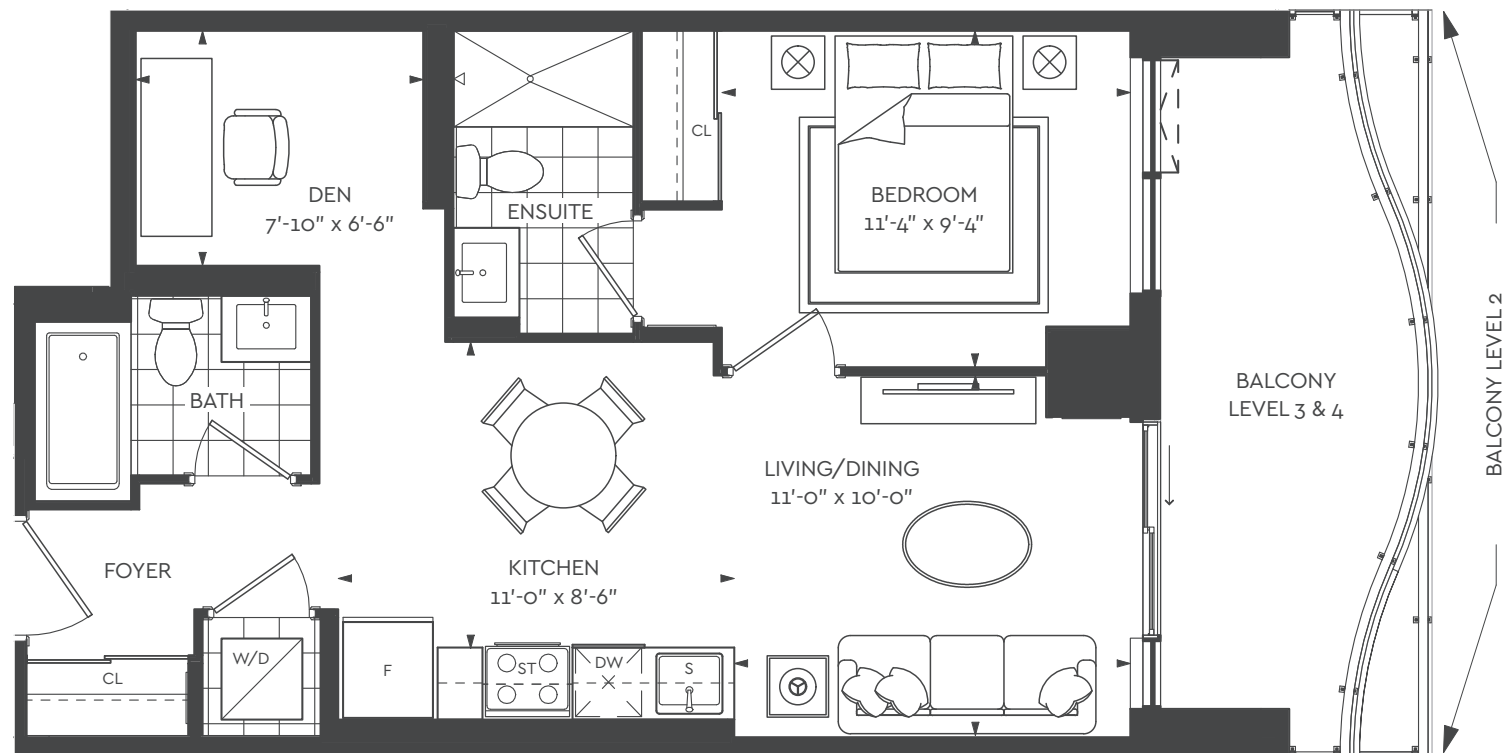 DEN
7'-10" x 6'-6"
CL
ENSUITE
BEDROOM
11'-4" x 9'-4"
BATH
BALCONY
LEVEL 3 & 4
BALCONY LEVEL 2
LIVING/DINING
11'-0" x 10'-0"
FOYER
KITCHEN
11'-0" x 8'-6"
W/D
CL
F
ST
DW
S